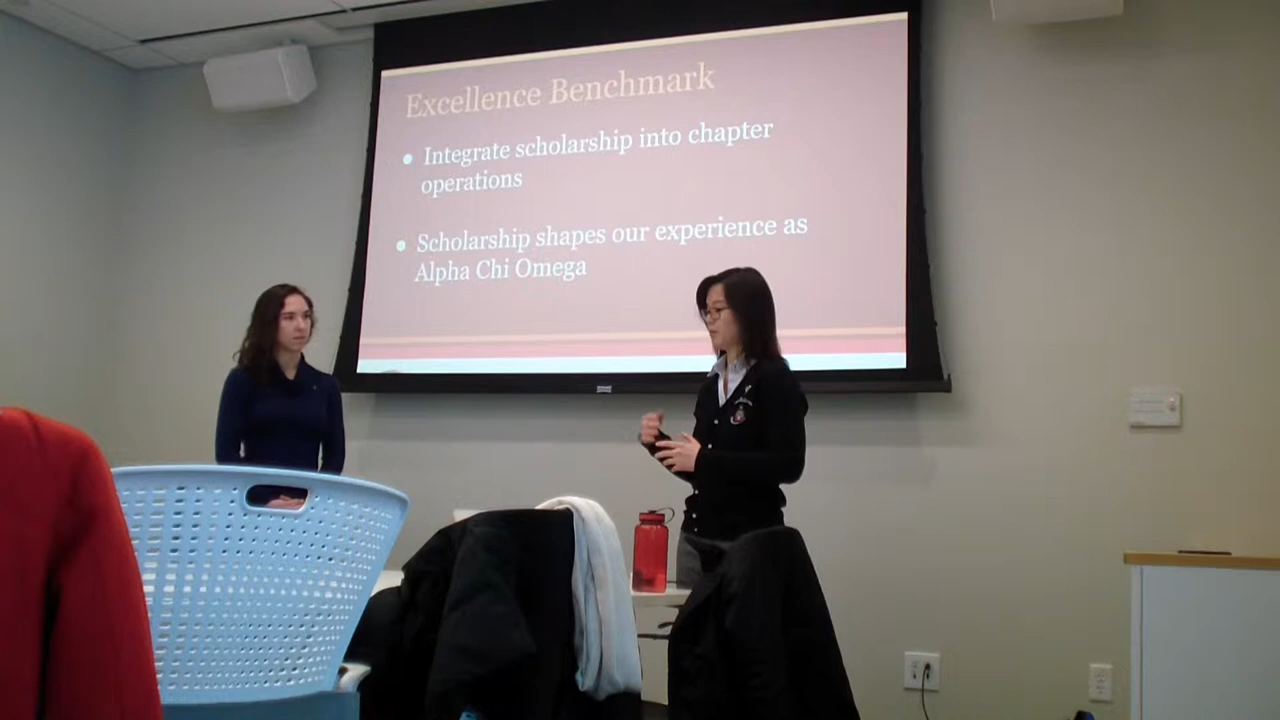 Excellence Benchmark
Integrate scholarship into chapter
operations
Scholarship shapes our experience as
Alpha Chi Omega